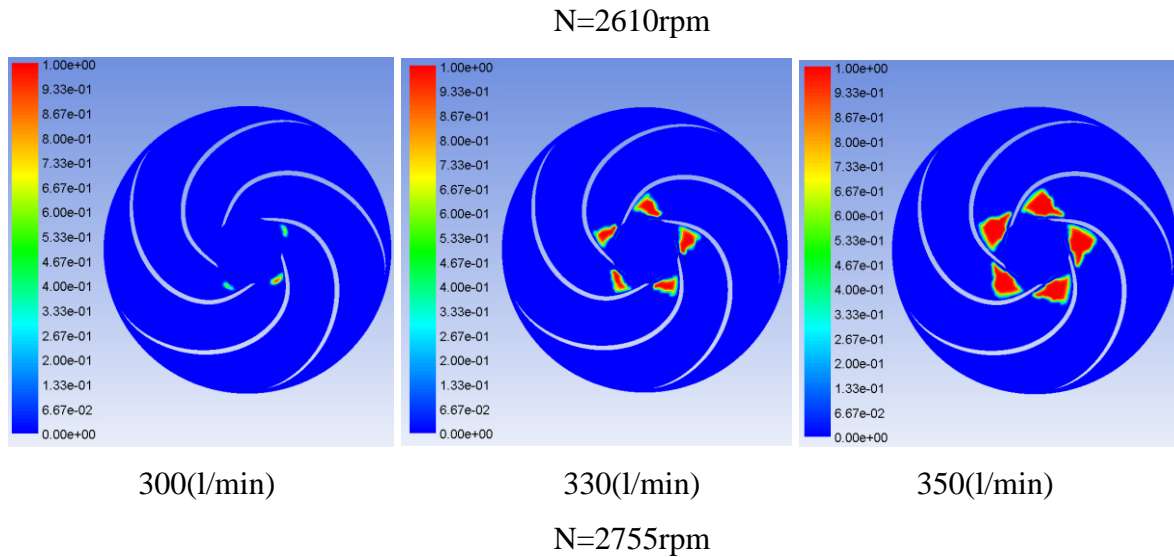 N=2610rpm
1.00e+00
9.33e-01
8.67e-01
8.00e-01
7.33e-01
6.67e-01
6.00e-01
5.33e-01
4.67e-01
4.00e-01
3.33e-01
2.67e-01
2.00e-01
1.33e-01
6.67e-02
0.00e+00
1.00e+00
9.33e-01
8.67e-01
8.00e-01
7.33e-01
6.67e-01
6.00e-01
5.33e-01
4.67e-01
4.00e-01
3.33e-01
2.67e-01
2.00e-01
1.33e-01
6.67e-02
0.00e+00
1.00e+00
9.33e-01
8.67e-01
8.00e-01
7.33e-01
6.67e-01
6.00e-01
5.33e-01
4.67e-01
4.00e-01
3.33e-01
2.67e-01
2.00e-01
1.33e-01
6.67e-02
0.00e+00
300(l/min)
330(l/min)
350(l/min)
N=2755rpm